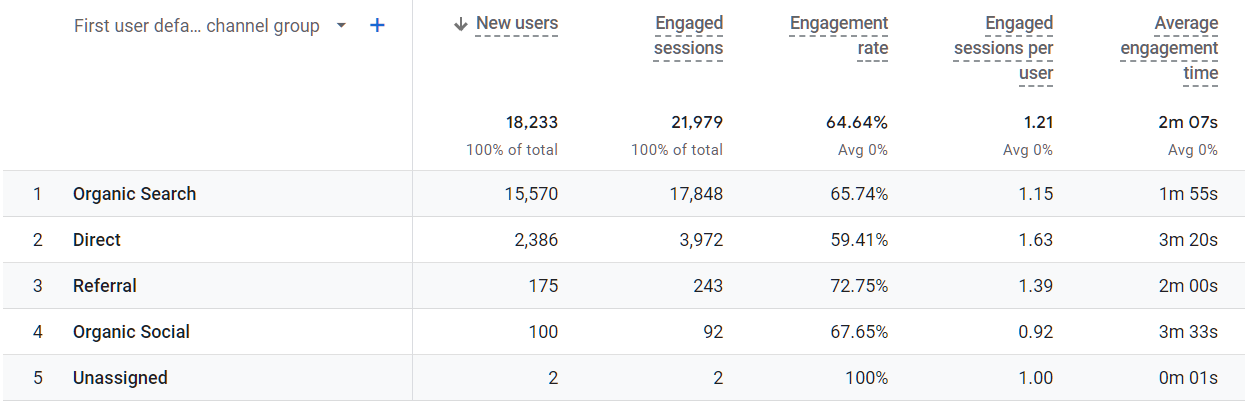 First user defa... channel group +
↓ New users Engaged sessions Engagement rate Engaged sessions per user Average engagement time
18,233 21,979 64.64% 1.21 2m 07s
100% of total 100% of total Avg 0% Avg 0% Avg 0%
1 Organic Search 15,570 17,848 65.74% 1.15 1m 55s
2 Direct 2,386 3,972 59.41% 1.63 3m 20s
3 Referral 175 243 72.75% 1.39 2m 00s
4 Organic Social 100 92 67.65% 0.92 3m 33s
5 Unassigned 2 2 100% 1.00 0m 01s